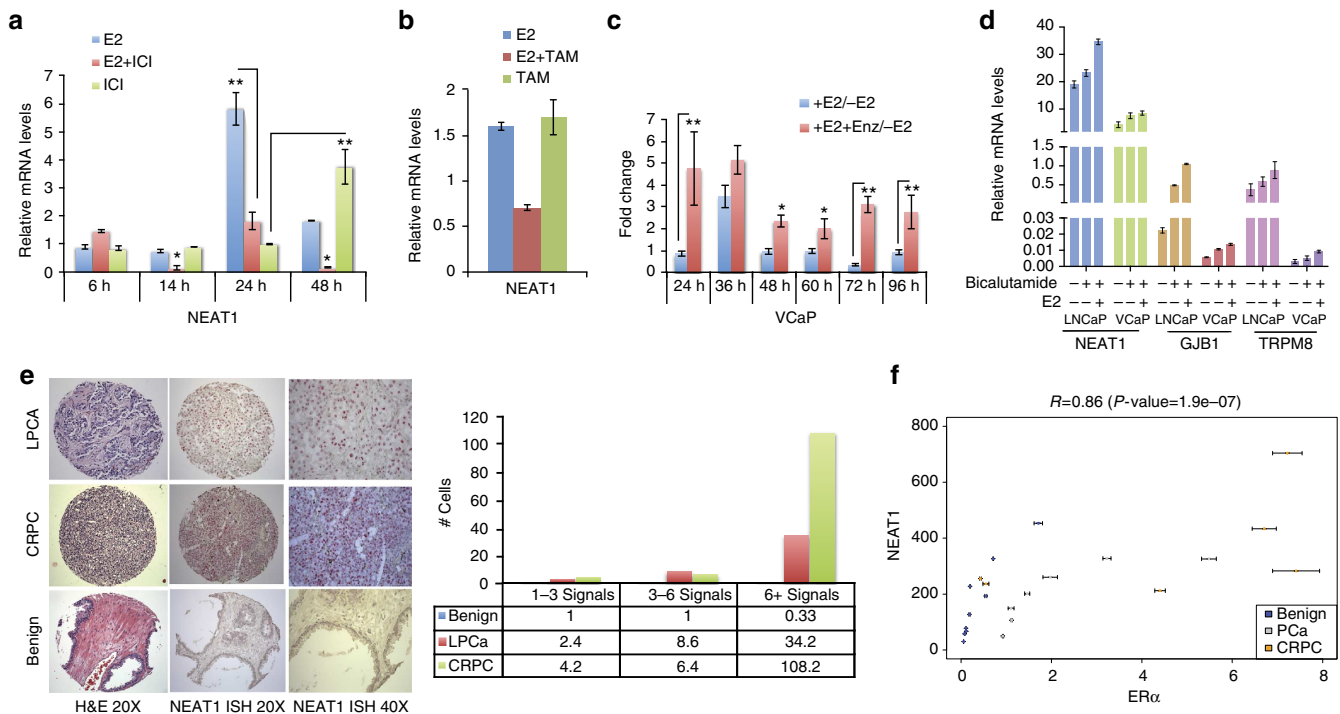 a
E2
E2+ICI
ICI
Relative mRNA levels
7
6
5
4
3
2
1
0
**
*
*
**
6 h 14 h 24 h 48 h
NEAT1
b
E2
E2+TAM
TAM
Relative mRNA levels
2
1.5
1
0.5
0
NEAT1
c
+E2/–E2
+E2+Enz/–E2
Fold change
7
6
5
4
3
2
1
0
**
*
*
**
**
24 h 36 h 48 h 60 h 72 h 96 h
VCaP
d
Relative mRNA levels
40
30
20
10
1.5
1.0
0.5
0.03
0.02
0.01
0.00
Bicalutamide – + + – + + – + + – + + – + + – + +
E2 – – + – – + – – + – – + – – + – – +
LNCaP VCaP LNCaP VCaP LNCaP VCaP
NEAT1 GJB1 TRPM8
e
LPCA
CRPC
Benign
H&E 20X NEAT1 ISH 20X NEAT1 ISH 40X
# Cells
120
100
80
60
40
20
0
1–3 Signals 3–6 Signals 6+ Signals
Benign 1 1 0.33
LPCa 2.4 8.6 34.2
CRPC 4.2 6.4 108.2
f
R=0.86 (P-value=1.9e–07)
NEAT1
800
600
400
200
0
0 2 4 6 8
ERα
Benign
PCa
CRPC